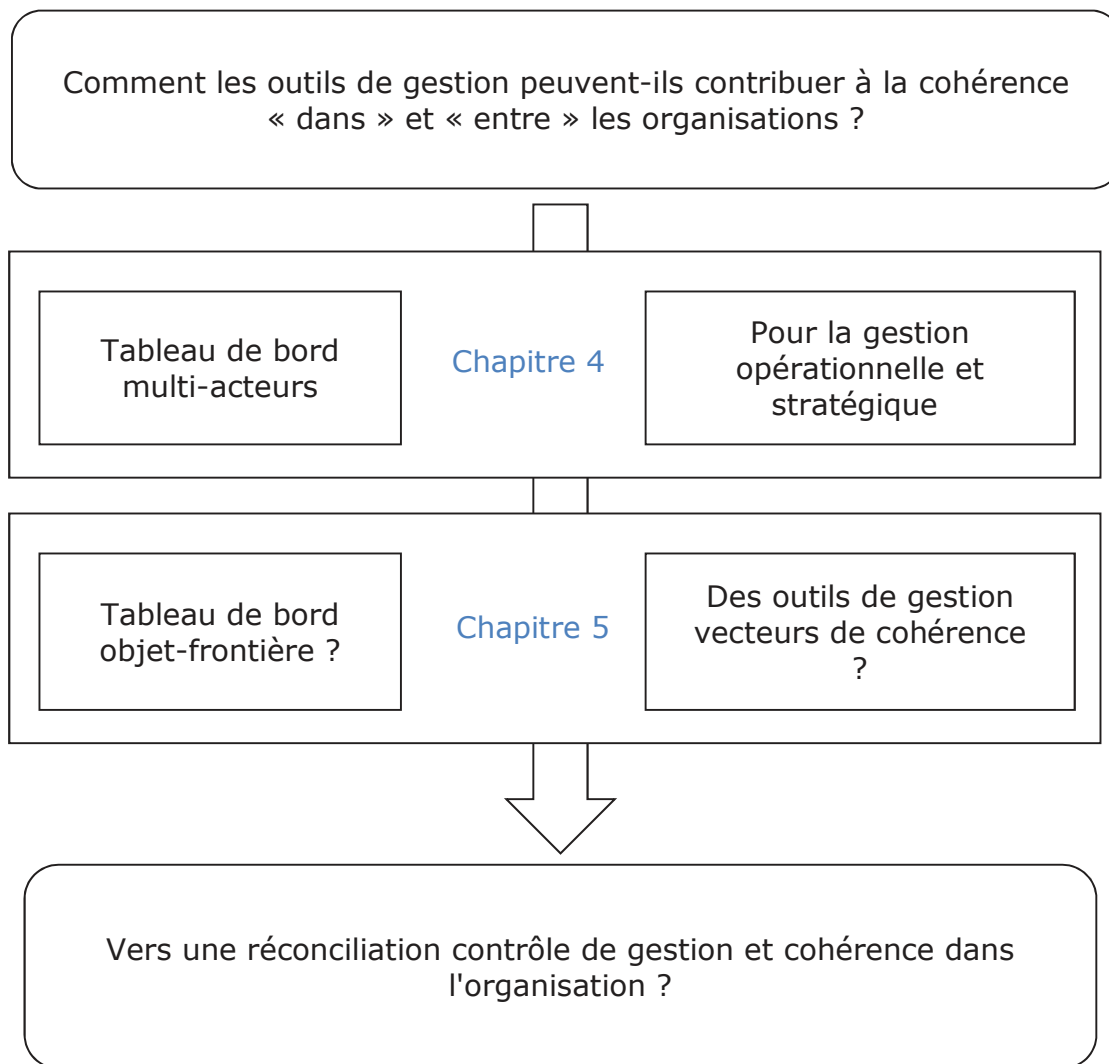 Comment les outils de gestion peuvent-ils contribuer à la cohérence
« dans » et « entre » les organisations ?
Tableau de bord
multi-acteurs
Chapitre 4
Pour la gestion
opérationnelle et
stratégique
Tableau de bord
objet-frontière ?
Chapitre 5
Des outils de gestion
vecteurs de cohérence
?
Vers une réconciliation contrôle de gestion et cohérence dans
l'organisation ?